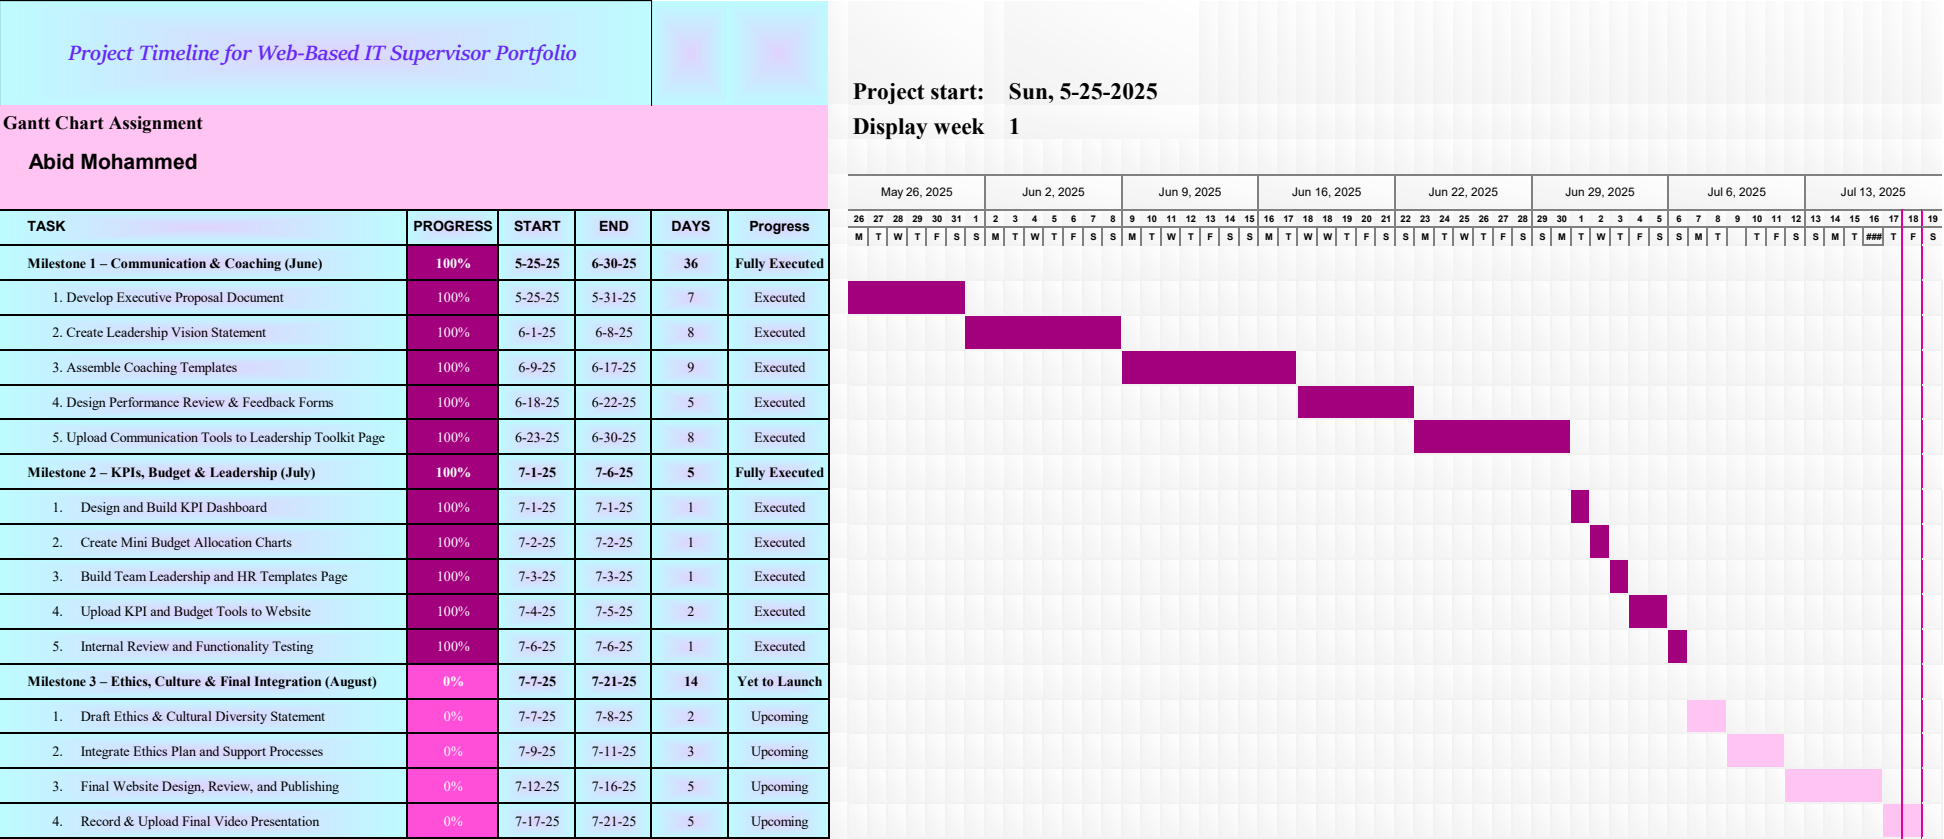 Project Timeline for Web-Based IT Supervisor Portfolio
Project start: Sun, 5-25-2025
Gantt Chart Assignment
Display week 1
Abid Mohammed
May 26, 2025 Jun 2, 2025 Jun 9, 2025 Jun 16, 2025 Jun 22, 2025 Jun 29, 2025 Jul 6, 2025 Jul 13, 2025
26 27 28 29 30 31 1 2 3 4 5 6 7 8 9 10 11 12 13 14 15 16 17 18 18 19 20 21 22 23 24 25 26 27 28 29 30 1 2 3 4 5 6 7 8 9 10 11 12 13 14 15 16 17 18 19
TASK PROGRESS START END DAYS Progress
M T W T F S S M T W T F S S M T W T F S S M T W W T F S S M T W T F S S M T W T F S S M T T F S S M T ### T F S
Milestone 1 – Communication & Coaching (June) 100% 5-25-25 6-30-25 36 Fully Executed
1. Develop Executive Proposal Document 100% 5-25-25 5-31-25 7 Executed
2. Create Leadership Vision Statement 100% 6-1-25 6-8-25 8 Executed
3. Assemble Coaching Templates 100% 6-9-25 6-17-25 9 Executed
4. Design Performance Review & Feedback Forms 100% 6-18-25 6-22-25 5 Executed
5. Upload Communication Tools to Leadership Toolkit Page 100% 6-23-25 6-30-25 8 Executed
Milestone 2 – KPIs, Budget & Leadership (July) 100% 7-1-25 7-6-25 5 Fully Executed
1. Design and Build KPI Dashboard 100% 7-1-25 7-1-25 1 Executed
2. Create Mini Budget Allocation Charts 100% 7-2-25 7-2-25 1 Executed
3. Build Team Leadership and HR Templates Page 100% 7-3-25 7-3-25 1 Executed
4. Upload KPI and Budget Tools to Website 100% 7-4-25 7-5-25 2 Executed
5. Internal Review and Functionality Testing 100% 7-6-25 7-6-25 1 Executed
Milestone 3 – Ethics, Culture & Final Integration (August) 0% 7-7-25 7-21-25 14 Yet to Launch
1. Draft Ethics & Cultural Diversity Statement 0% 7-7-25 7-8-25 2 Upcoming
2. Integrate Ethics Plan and Support Processes 0% 7-9-25 7-11-25 3 Upcoming
3. Final Website Design, Review, and Publishing 0% 7-12-25 7-16-25 5 Upcoming
4. Record & Upload Final Video Presentation 0% 7-17-25 7-21-25 5 Upcoming